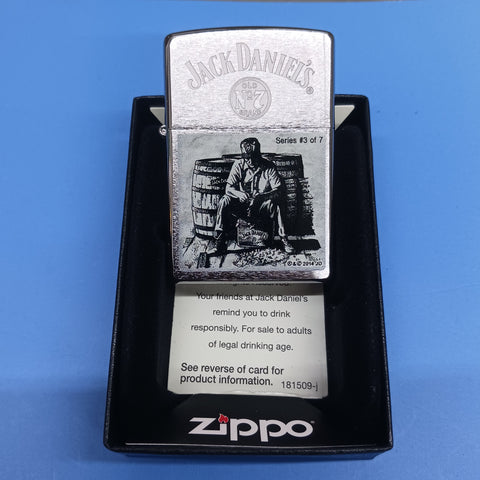 JACK DANIEL'S®
OLD
No. 7
BRAND
Series #3 of 7
Your friends at Jack Daniel's
remind you to drink
responsibly. For sale to adults
of legal drinking age.
See reverse of card for
product information. 181509-j
zippo